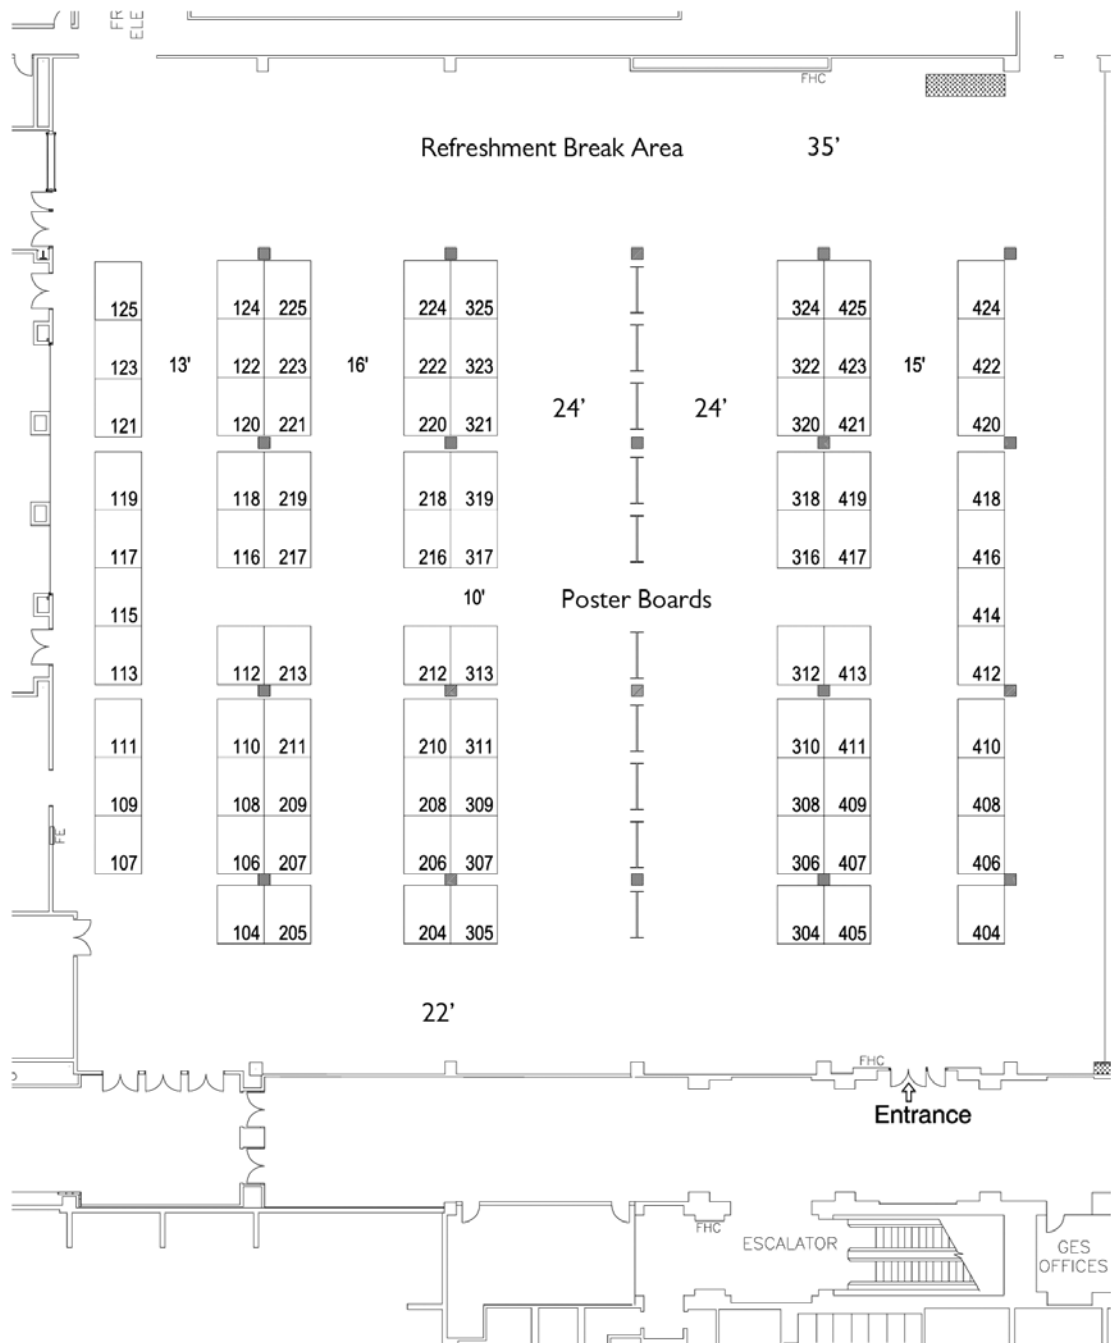 FR
ELE
FHC
Refreshment Break Area 35’
125 124 225 224 325 324 425 424
123 13' 122 223 16' 222 323 322 423 15' 422
121 120 221 220 321 24’ 24’ 320 421 420
119 118 219 218 319 318 419 418
117 116 217 216 317 316 417 416
115 10' Poster Boards 414
113 112 213 212 313 312 413 412
111 110 211 210 311 310 411 410
109 108 209 208 309 308 409 408
FE
107 106 207 206 307 306 407 406
104 205 204 305 304 405 404
22’
FHC
Entrance
FHC
ESCALATOR
GES
OFFICES